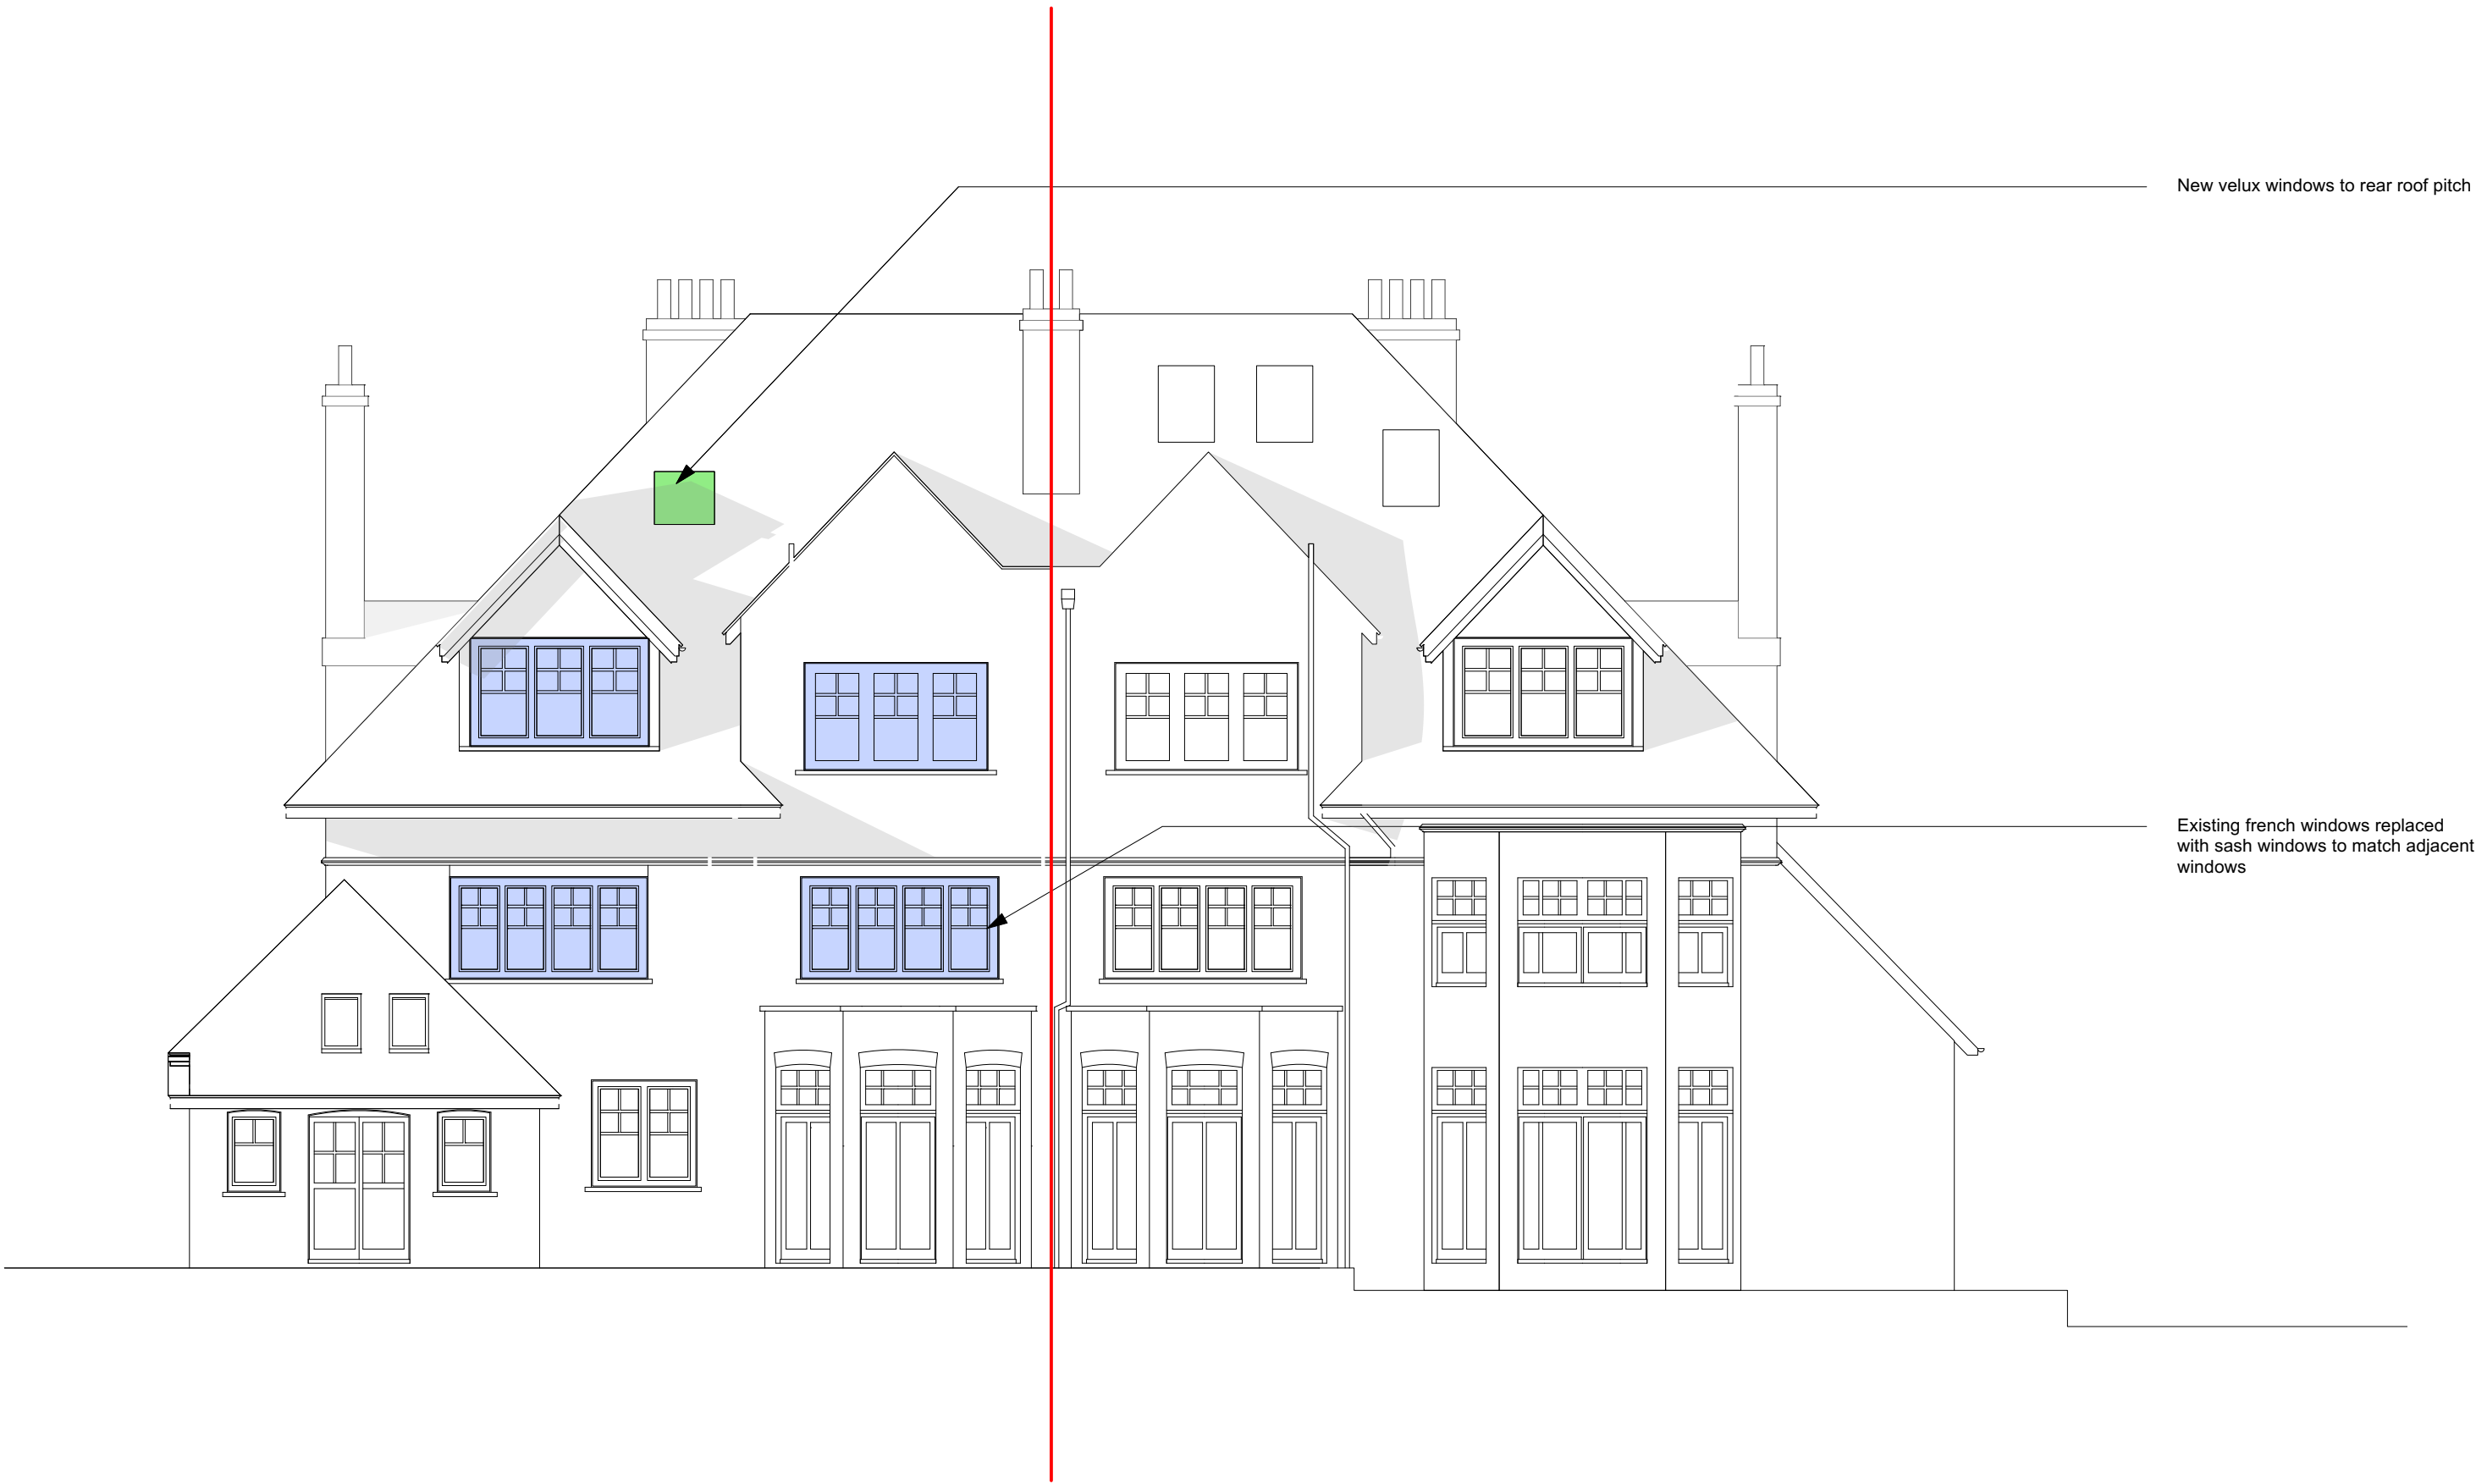 New velux windows to rear roof pitch
Existing french windows replaced
with sash windows to match adjacent
windows